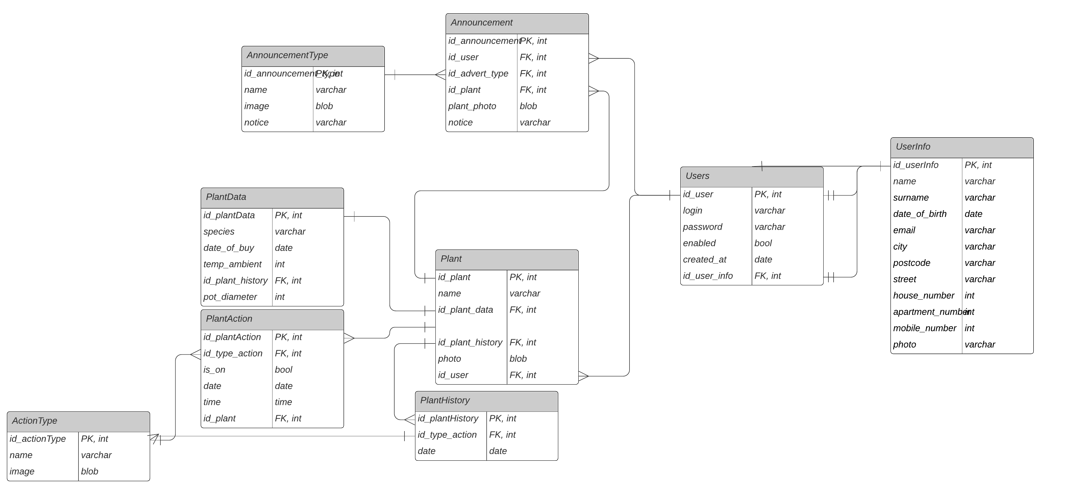 Announcement
id_announcement PK, int
id_user FK, int
id_advert_type FK, int
id_plant FK, int
plant_photo blob
notice varchar
AnnouncementType
id_announcement_type PK, int
name varchar
image blob
notice varchar
UserInfo
id_userInfo PK, int
name varchar
surname varchar
date_of_birth date
email varchar
city varchar
postcode varchar
street varchar
house_number int
apartment_number int
mobile_number int
photo varchar
Users
id_user PK, int
login varchar
password varchar
enabled bool
created_at date
id_user_info FK, int
PlantData
id_plantData PK, int
species varchar
date_of_buy date
temp_ambient int
id_plant_history FK, int
pot_diameter int
Plant
id_plant PK, int
name varchar
id_plant_data FK, int
id_plant_history FK, int
photo blob
id_user FK, int
PlantAction
id_plantAction PK, int
id_type_action FK, int
is_on bool
date date
time time
id_plant FK, int
PlantHistory
id_plantHistory PK, int
id_type_action FK, int
date date
ActionType
id_actionType PK, int
name varchar
image blob